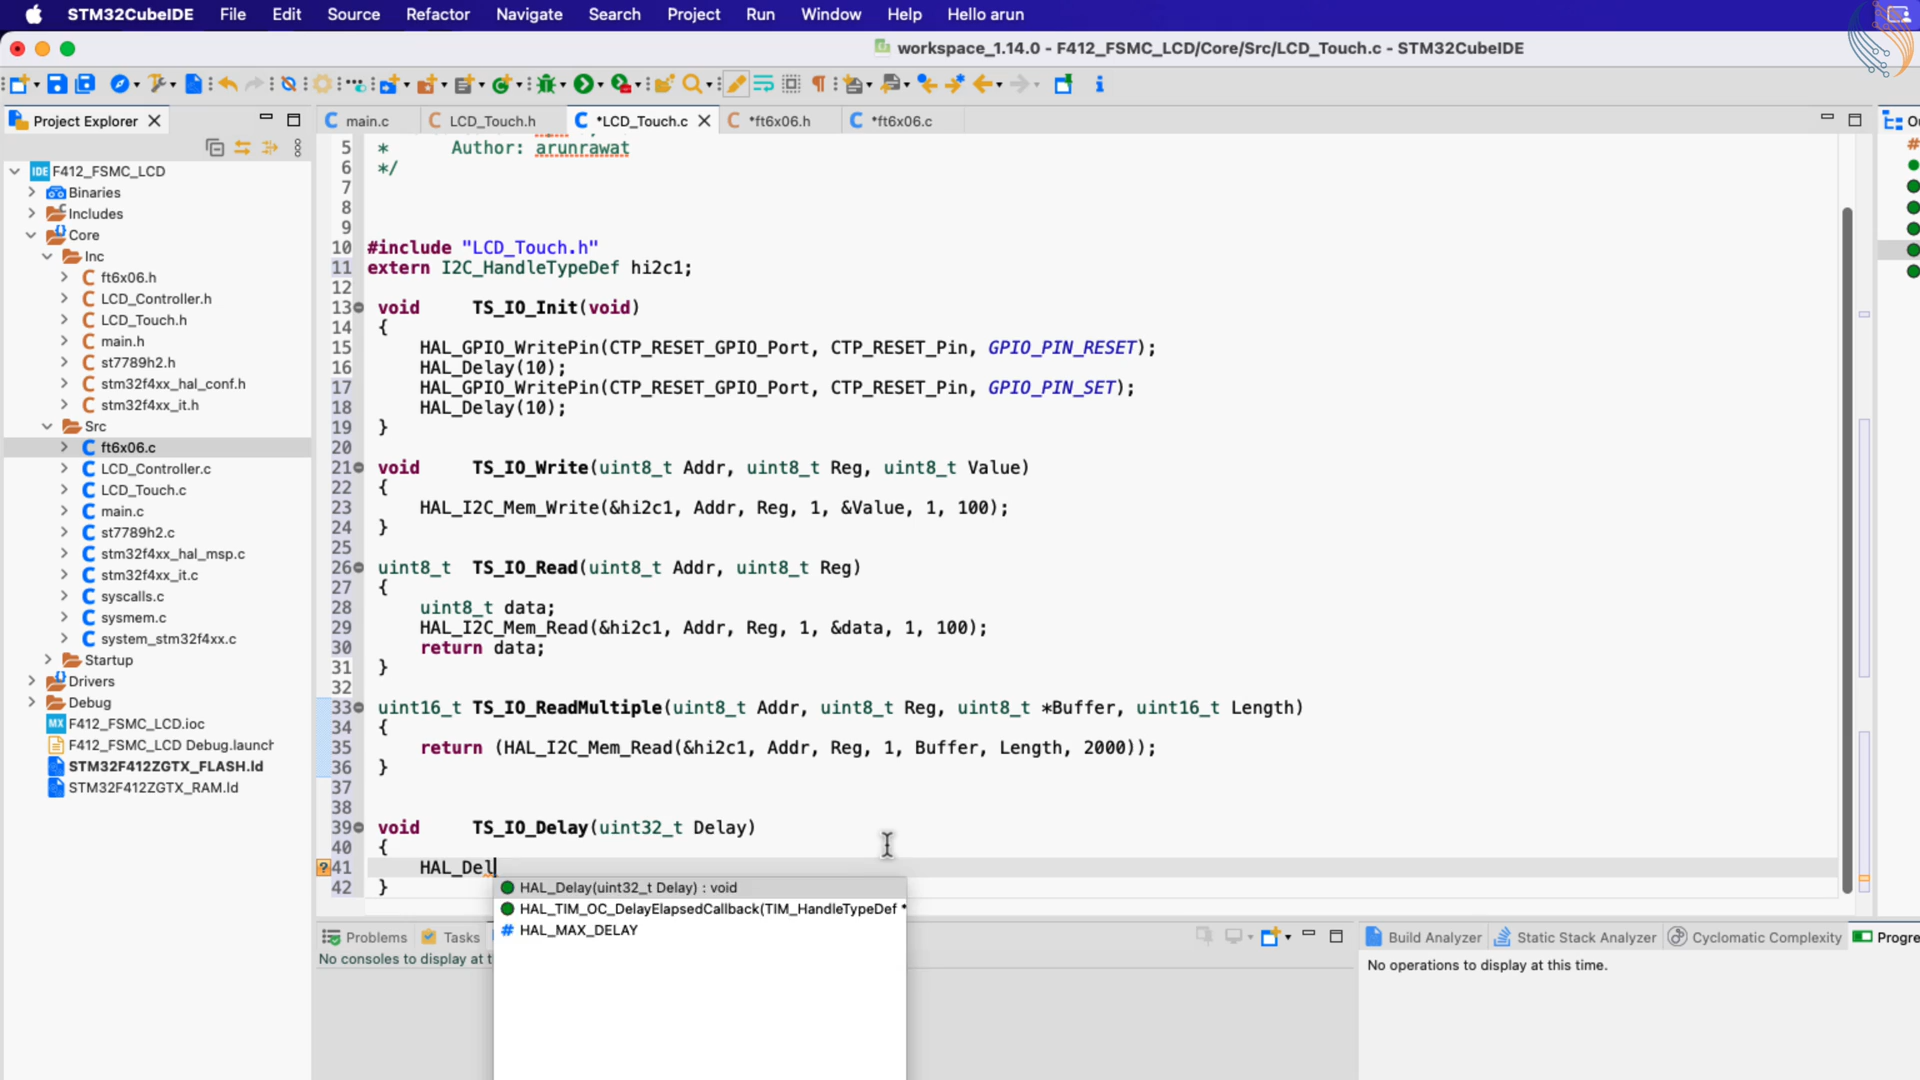 STM32CubeIDE File Edit Source Refactor Navigate Search Project Run Window Help Hello arun
workspace_1.14.0 - F412_FSMC_LCD/Core/Src/LCD_Touch.c - STM32CubeIDE
Project Explorer
main.c LCD_Touch.h *LCD_Touch.c *ft6x06.h *ft6x06.c
F412_FSMC_LCD
Binaries
Includes
Core
Inc
ft6x06.h
LCD_Controller.h
LCD_Touch.h
main.h
st7789h2.h
stm32f4xx_hal_conf.h
stm32f4xx_it.h
Src
ft6x06.c
LCD_Controller.c
LCD_Touch.c
main.c
st7789h2.c
stm32f4xx_hal_msp.c
stm32f4xx_it.c
syscalls.c
sysmem.c
system_stm32f4xx.c
Startup
Drivers
Debug
F412_FSMC_LCD.ioc
F412_FSMC_LCD Debug.launch
STM32F412ZGTX_FLASH.ld
STM32F412ZGTX_RAM.ld
5 * Author: arunrawat
6 */
7
8
9
10 #include "LCD_Touch.h"
11 extern I2C_HandleTypeDef hi2c1;
12
13 void TS_IO_Init(void)
14 {
15 HAL_GPIO_WritePin(CTP_RESET_GPIO_Port, CTP_RESET_Pin, GPIO_PIN_RESET);
16 HAL_Delay(10);
17 HAL_GPIO_WritePin(CTP_RESET_GPIO_Port, CTP_RESET_Pin, GPIO_PIN_SET);
18 HAL_Delay(10);
19 }
20
21 void TS_IO_Write(uint8_t Addr, uint8_t Reg, uint8_t Value)
22 {
23 HAL_I2C_Mem_Write(&hi2c1, Addr, Reg, 1, &Value, 1, 100);
24 }
25
26 uint8_t TS_IO_Read(uint8_t Addr, uint8_t Reg)
27 {
28 uint8_t data;
29 HAL_I2C_Mem_Read(&hi2c1, Addr, Reg, 1, &data, 1, 100);
30 return data;
31 }
32
33 uint16_t TS_IO_ReadMultiple(uint8_t Addr, uint8_t Reg, uint8_t *Buffer, uint16_t Length)
34 {
35 return (HAL_I2C_Mem_Read(&hi2c1, Addr, Reg, 1, Buffer, Length, 2000));
36 }
37
38
39 void TS_IO_Delay(uint32_t Delay)
40 {
41 HAL_Del
42 }
HAL_Delay(uint32_t Delay) : void
HAL_TIM_OC_DelayElapsedCallback(TIM_HandleTypeDef *
HAL_MAX_DELAY
Problems Tasks
No consoles to display at t
Build Analyzer Static Stack Analyzer Cyclomatic Complexity Progre
No operations to display at this time.